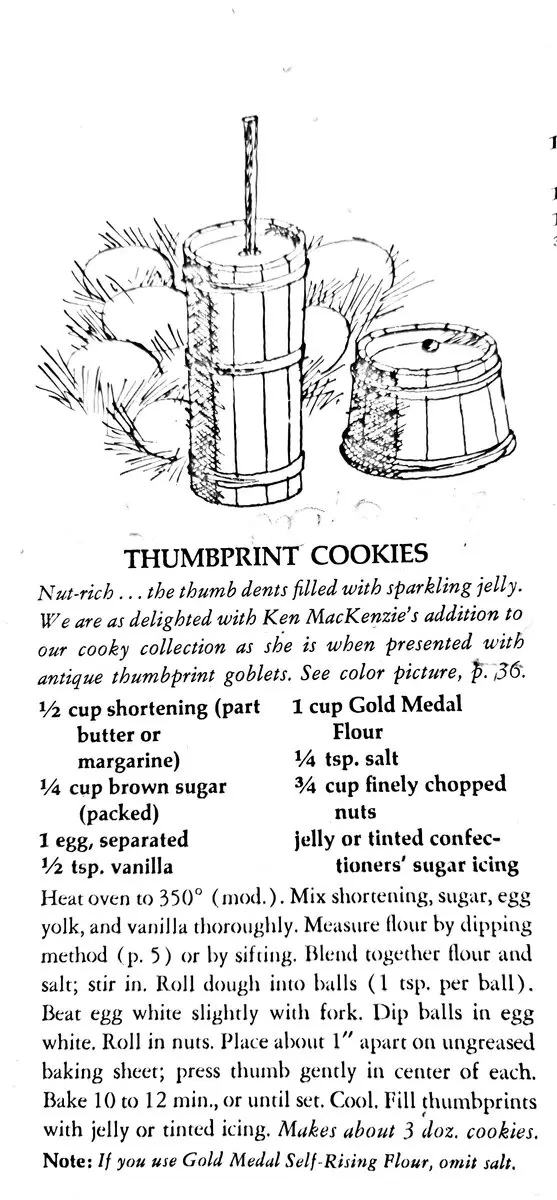 THUMBPRINT COOKIES
Nut-rich . . . the thumb dents filled with sparkling jelly.
We are as delighted with Ken MacKenzie's addition to
our cooky collection as she is when presented with
antique thumbprint goblets. See color picture, p. 36.
½ cup shortening (part
butter or
margarine)
¼ cup brown sugar
(packed)
1 egg, separated
½ tsp. vanilla
1 cup Gold Medal
Flour
¼ tsp. salt
¾ cup finely chopped
nuts
jelly or tinted confec-
tioners' sugar icing
Heat oven to 350° (mod.). Mix shortening, sugar, egg
yolk, and vanilla thoroughly. Measure flour by dipping
method (p. 5) or by sifting. Blend together flour and
salt; stir in. Roll dough into balls (1 tsp. per ball).
Beat egg white slightly with fork. Dip balls in egg
white. Roll in nuts. Place about 1" apart on ungreased
baking sheet; press thumb gently in center of each.
Bake 10 to 12 min., or until set. Cool. Fill thumbprints
with jelly or tinted icing. Makes about 3 doz. cookies.
Note: If you use Gold Medal Self-Rising Flour, omit salt.